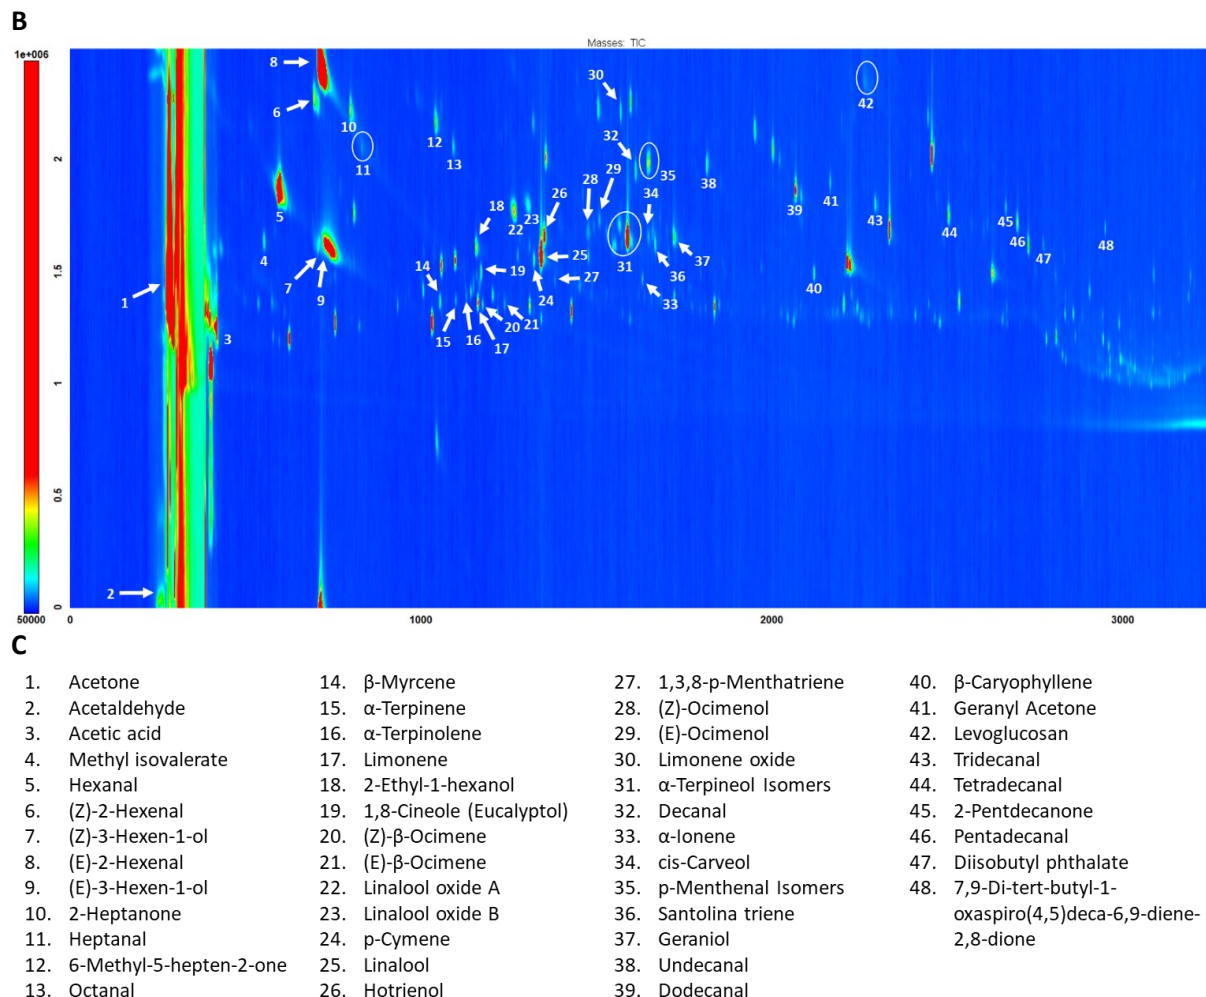 B
Masses: TIC
1e+006
8
30
42
6
10
32
12
2
11
13
29
35
28
34
38
26
18
5
22
23
39
41
43
45
44
46
4
7
9
14
19
25
31
37
47
48
1.5
1
27
24
36
40
3
15
16
17
20
21
33
1
0.5
2
0
50000
0
1000
2000
3000
C
1. Acetone
2. Acetaldehyde
3. Acetic acid
4. Methyl isovalerate
5. Hexanal
6. (Z)-2-Hexenal
7. (Z)-3-Hexen-1-ol
8. (E)-2-Hexenal
9. (E)-3-Hexen-1-ol
10. 2-Heptanone
11. Heptanal
12. 6-Methyl-5-hepten-2-one
13. Octanal
14. β-Myrcene
15. α-Terpinene
16. α-Terpinolene
17. Limonene
18. 2-Ethyl-1-hexanol
19. 1,8-Cineole (Eucalyptol)
20. (Z)-β-Ocimene
21. (E)-β-Ocimene
22. Linalool oxide A
23. Linalool oxide B
24. p-Cymene
25. Linalool
26. Hotrienol
27. 1,3,8-p-Menthatriene
28. (Z)-Ocimenol
29. (E)-Ocimenol
30. Limonene oxide
31. α-Terpineol Isomers
32. Decanal
33. α-Ionene
34. cis-Carveol
35. p-Menthenal Isomers
36. Santolina triene
37. Geraniol
38. Undecanal
39. Dodecanal
40. β-Caryophyllene
41. Geranyl Acetone
42. Levoglucosan
43. Tridecanal
44. Tetradecanal
45. 2-Pentdecanone
46. Pentadecanal
47. Diisobutyl phthalate
48. 7,9-Di-tert-butyl-1-
oxaspiro(4,5)deca-6,9-diene-
2,8-dione